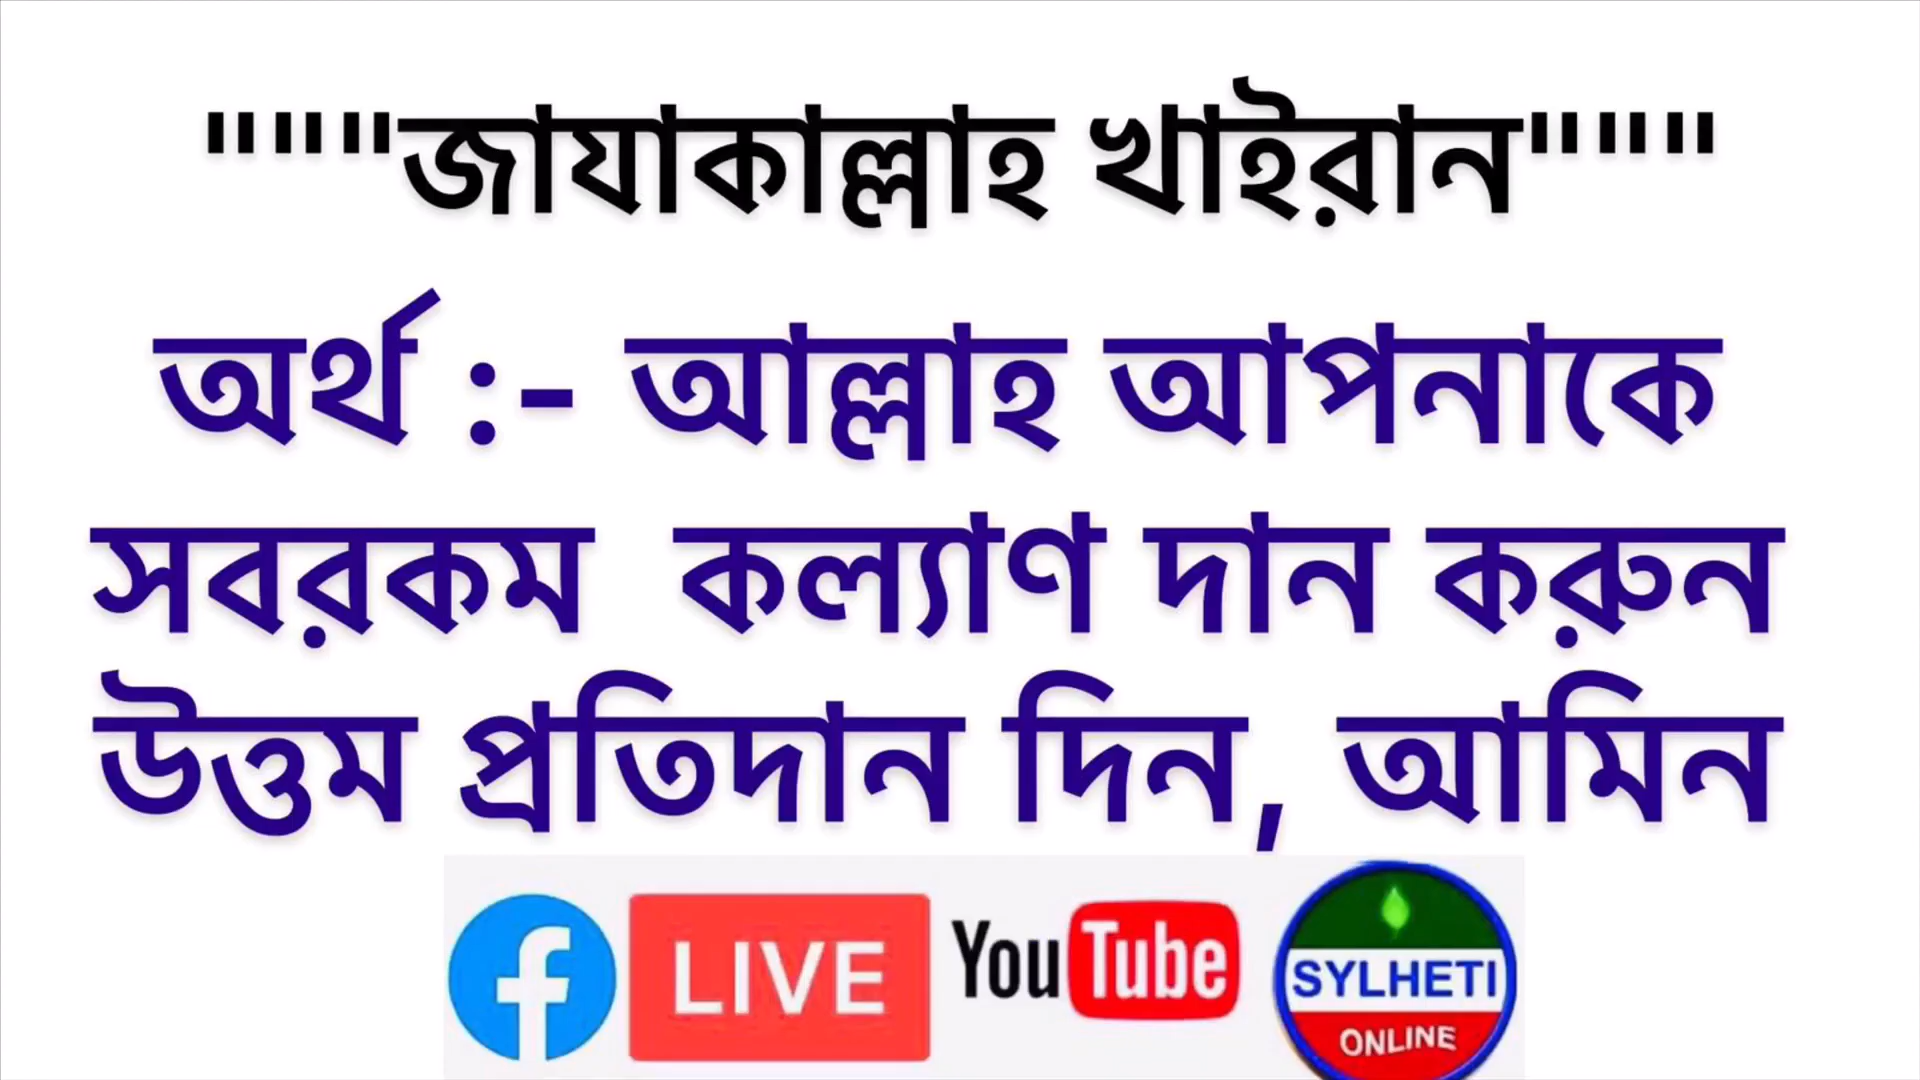 """জাযাকাল্লাহ খাইরান"""
অর্থ :- আল্লাহ আপনাকে
সবরকম কল্যাণ দান করুন
উত্তম প্রতিদান দিন, আমিন
f LIVE YouTube SYLHETI
ONLINE